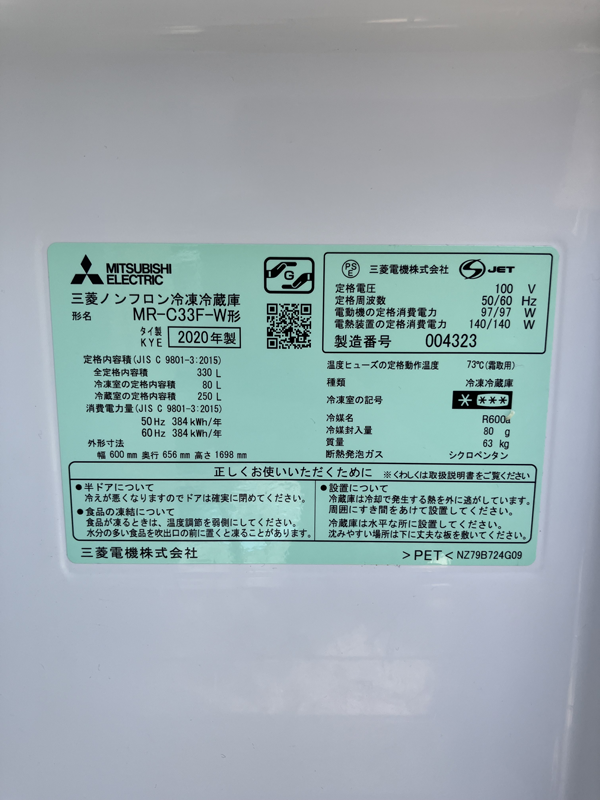 MITSUBISHI
ELECTRIC
G
三菱ノンフロン冷凍冷蔵庫
形名 MR-C33F-W形
タイ製
KYE 2020年製
定格内容積(JIS C 9801-3:2015)
全定格内容積 330 L
冷凍室の定格内容積 80 L
冷蔵室の定格内容積 250 L
消費電力量(JIS C 9801-3:2015)
50Hz 384kWh/年
60Hz 384kWh/年
外形寸法
幅 600mm 奥行 656mm 高さ 1698mm
PS
E 三菱電機株式会社 S JET
定格電圧 100 V
定格周波数 50/60 Hz
電動機の定格消費電力 97/97 W
電熱装置の定格消費電力 140/140 W
製造番号 004323
温度ヒューズの定格動作温度 73℃(霜取用)
種類 冷凍冷蔵庫
冷凍室の記号 * ***
冷媒名 R600a
冷媒封入量 80 g
質量 63 kg
断熱発泡ガス シクロペンタン
正しくお使いいただくために ※くわしくは取扱説明書をご覧ください
●半ドアについて
冷えが悪くなりますのでドアは確実に閉めてください。
●食品の凍結について
食品が凍るときは、温度調節を弱側にしてください。
水分の多い食品を吹出口の前に置くと凍ることがあります。
●設置について
冷蔵庫は冷却で発生する熱を外に逃がしています。
周囲にすき間をあけて設置してください。
冷蔵庫は水平な所に設置してください。
沈みやすい場所は下に丈夫な板を敷いてください。
三菱電機株式会社 >PET< NZ79B724G09